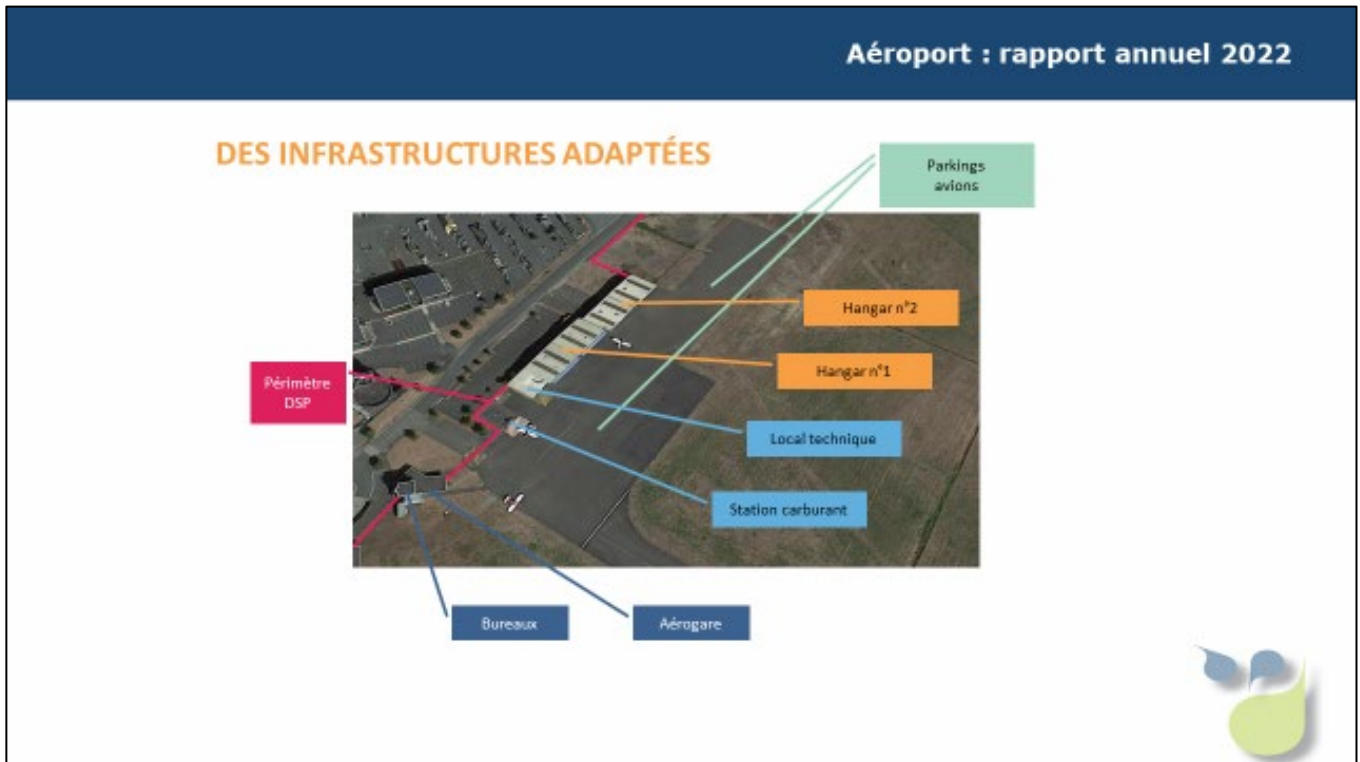 Aéroport : rapport annuel 2022
DES INFRASTRUCTURES ADAPTÉES
Parkings
avions
Hangar n°2
Hangar n°1
Périmètre
DSP
Local technique
Station carburant
Bureaux
Aérogare